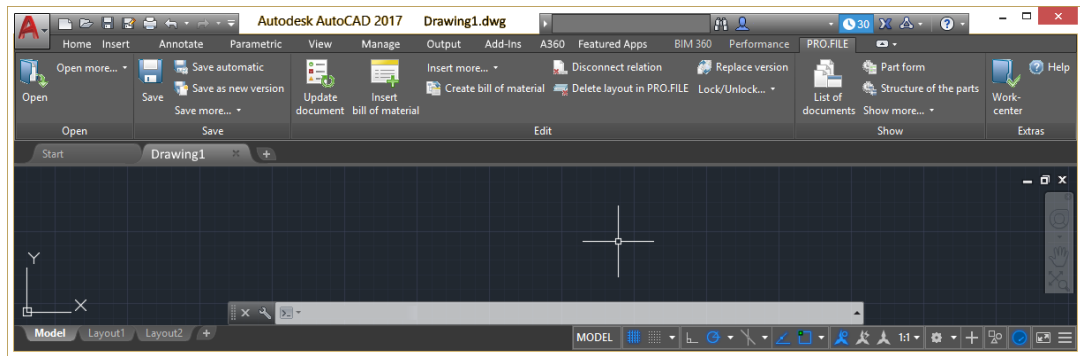 A Autodesk AutoCAD 2017 Drawing1.dwg 30
Home Insert Annotate Parametric View Manage Output Add-Ins A360 Featured Apps BIM 360 Performance PRO.FILE
Open more... Save automatic Insert more... Disconnect relation Replace version Part form Help
Save as new version Create bill of material Delete layout in PRO.FILE Lock/Unlock... Structure of the parts
Open Save Update document Insert bill of material List of documents Work-center
Save more... Show more...
Open Save Edit Show Extras
Start Drawing1
Y
X
Model Layout1 Layout2 + MODEL 1:1